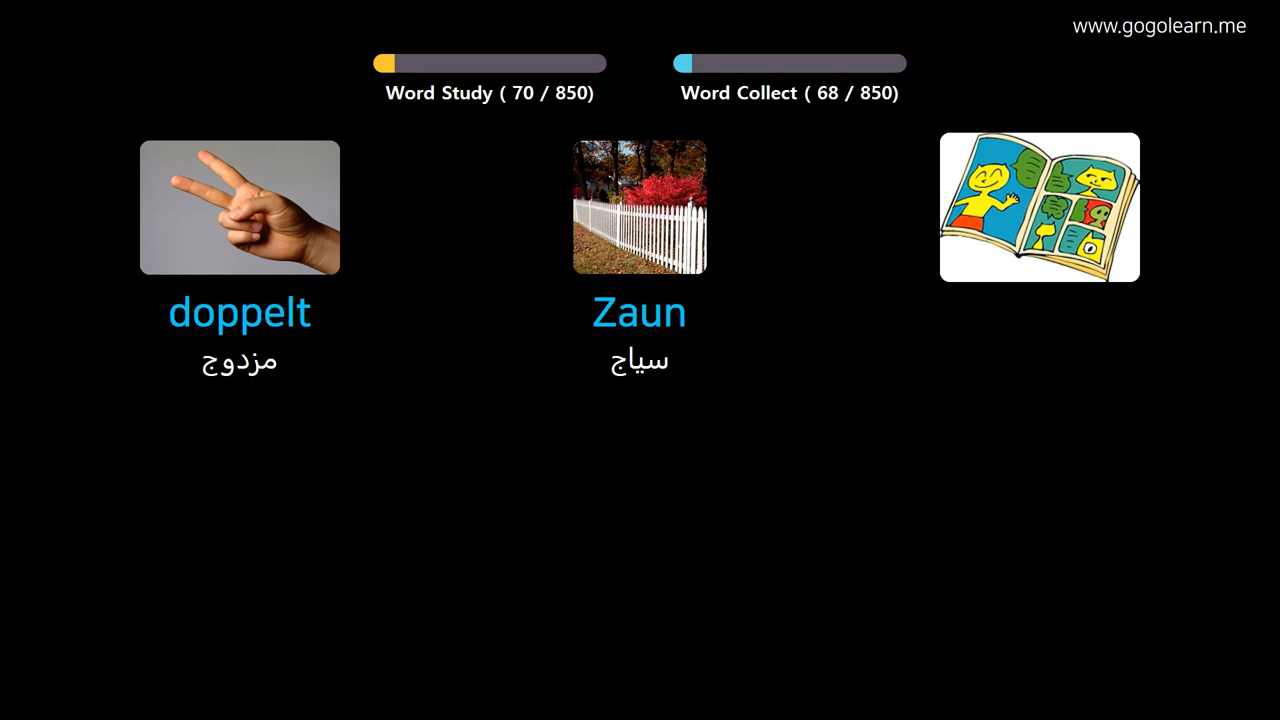 www.gogolearn.me
Word Study ( 70 / 850)
Word Collect ( 68 / 850)
doppelt
Zaun
مزدوج
سياج